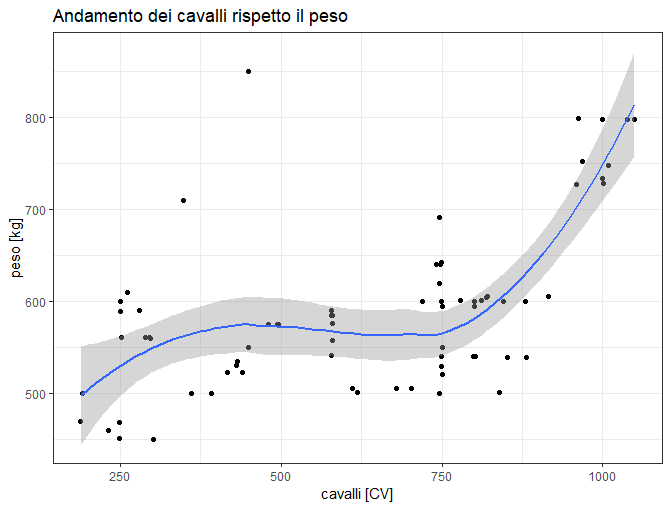 Andamento dei cavalli rispetto il peso
800
700
600
500
peso [kg]
250 500 750 1000
cavalli [CV]